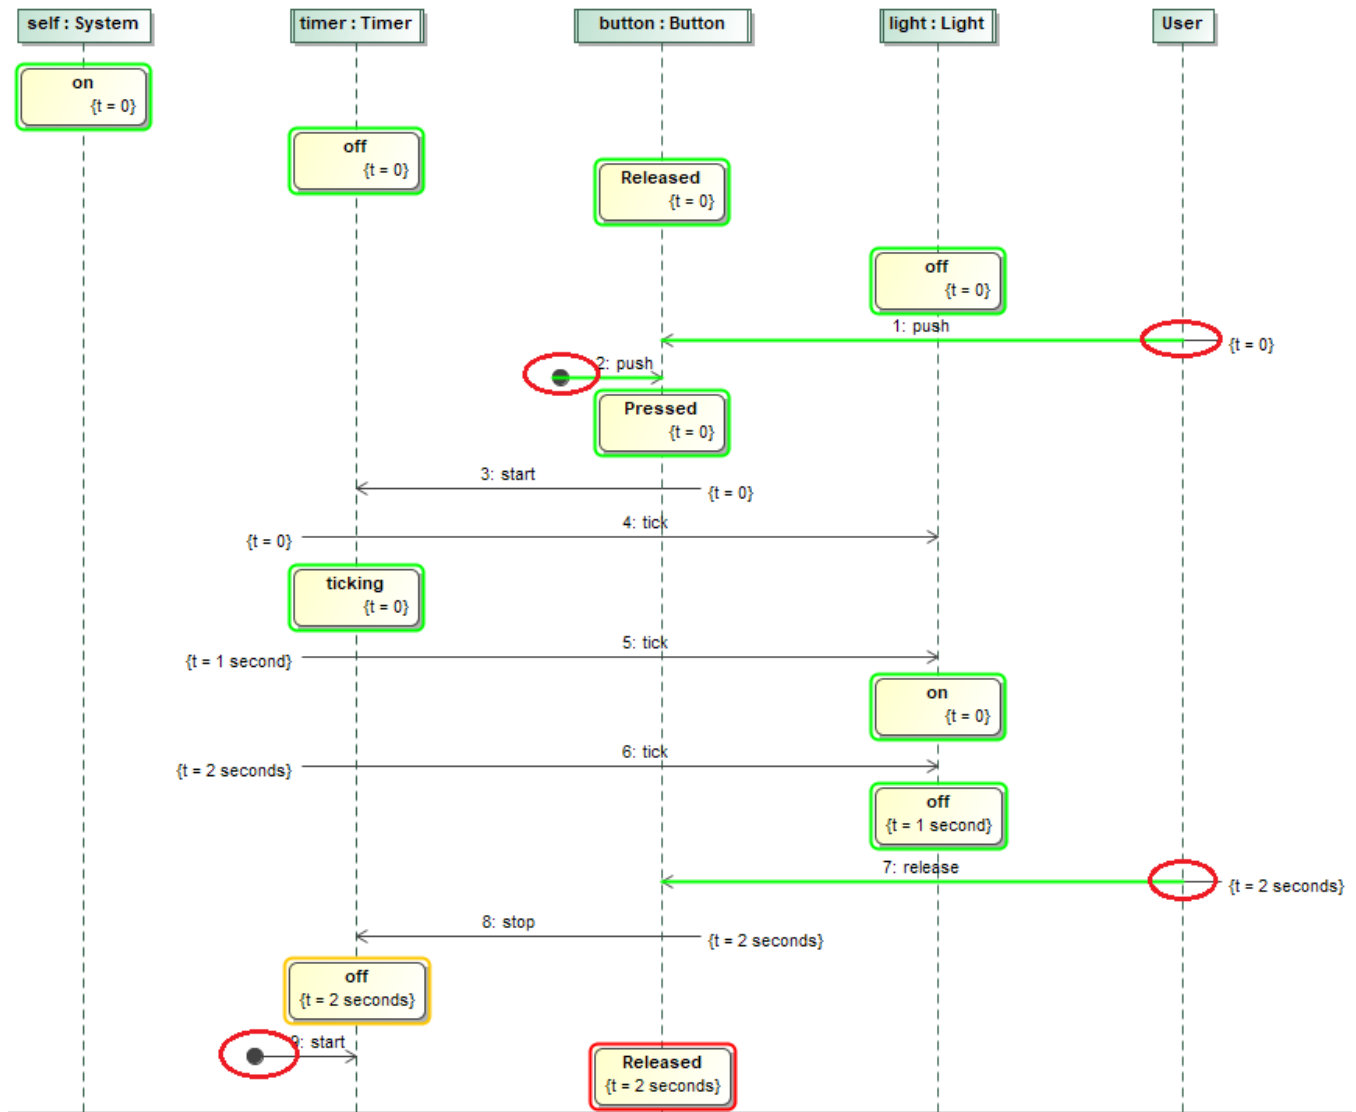 self : System
timer : Timer
button : Button
light : Light
User
on
{t = 0}
off
{t = 0}
Released
{t = 0}
off
{t = 0}
1: push
{t = 0}
2: push
Pressed
{t = 0}
3: start
{t = 0}
4: tick
{t = 0}
ticking
{t = 0}
5: tick
{t = 1 second}
on
{t = 0}
6: tick
{t = 2 seconds}
off
{t = 1 second}
7: release
{t = 2 seconds}
8: stop
{t = 2 seconds}
off
{t = 2 seconds}
9: start
Released
{t = 2 seconds}